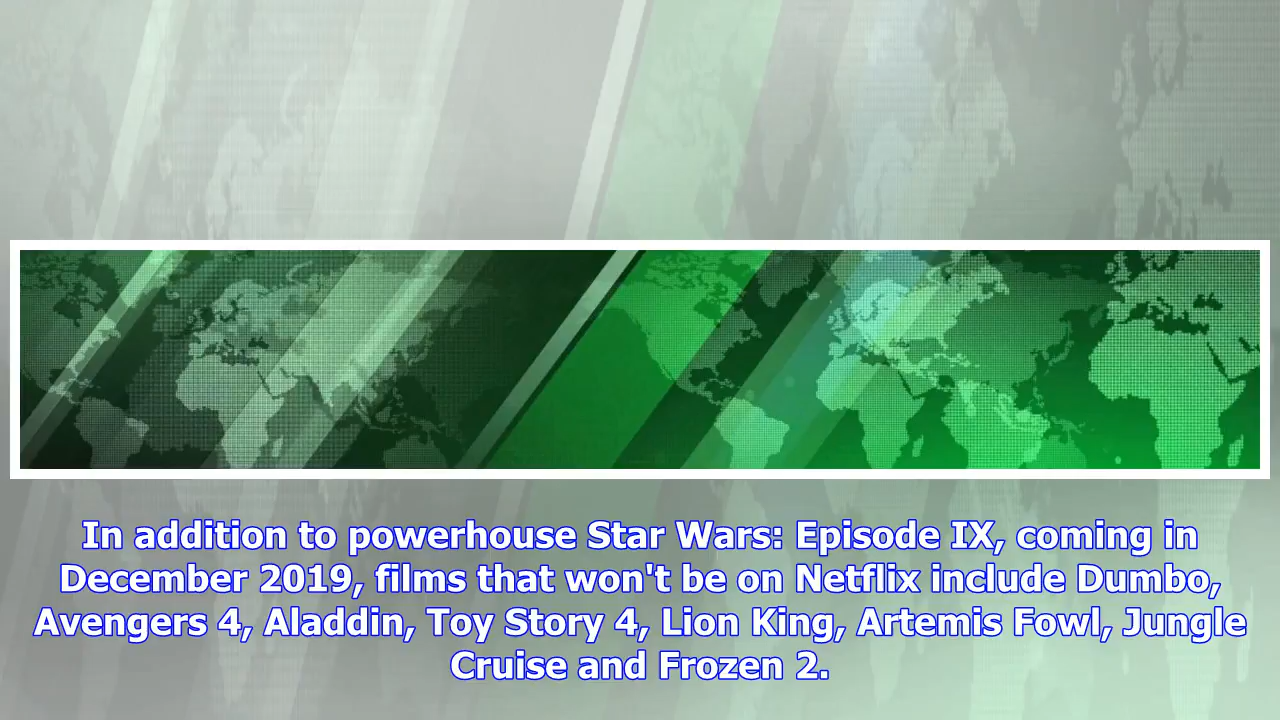 In addition to powerhouse Star Wars: Episode IX, coming in
December 2019, films that won't be on Netflix include Dumbo,
Avengers 4, Aladdin, Toy Story 4, Lion King, Artemis Fowl, Jungle
Cruise and Frozen 2.